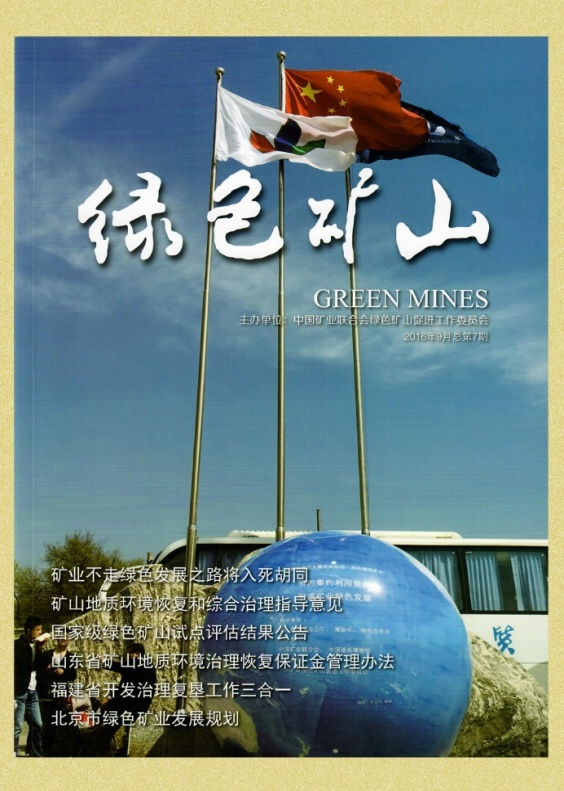 绿色矿山
GREEN MINES
主办单位：中国矿业联合会绿色矿山促进工作委员会
2016年9月总第7期
矿业不走绿色发展之路将入死胡同
矿山地质环境恢复和综合治理指导意见
国家级绿色矿山试点评估结果公告
山东省矿山地质环境治理恢复保证金管理办法
福建省开发治理复垦工作三合一
北京市绿色矿业发展规划